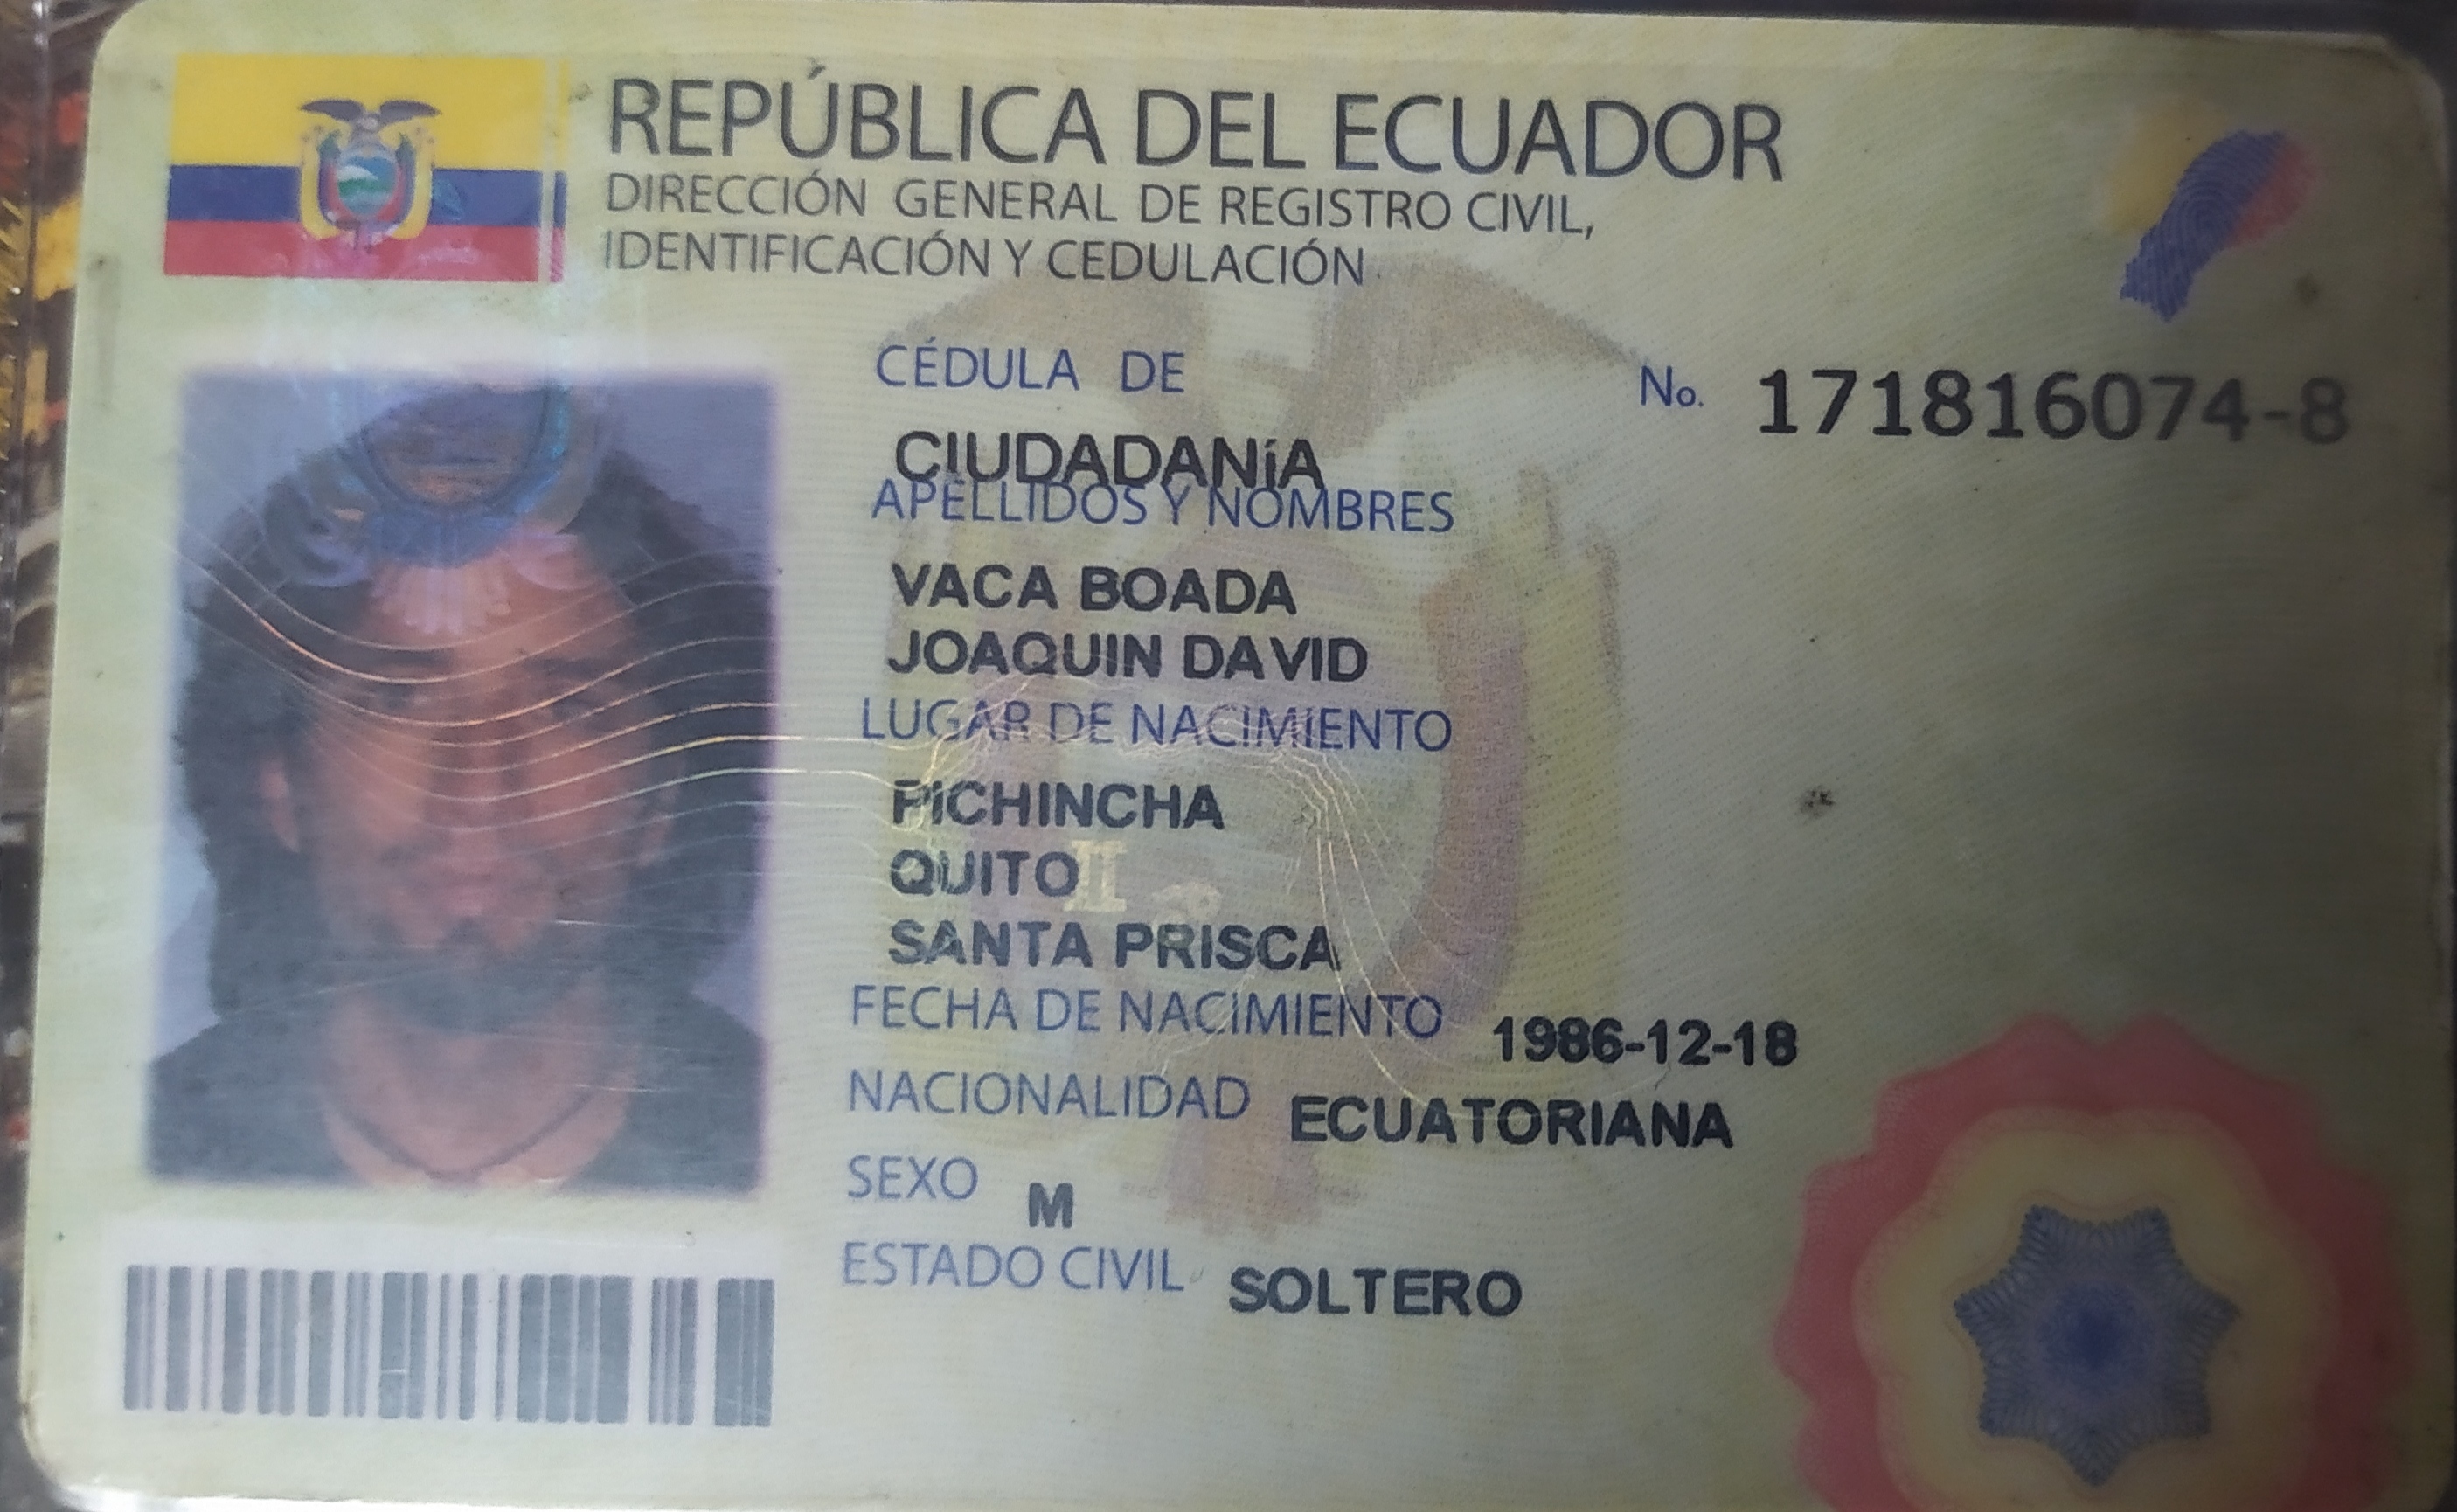 REPÚBLICA DEL ECUADOR
DIRECCIÓN GENERAL DE REGISTRO CIVIL,
IDENTIFICACIÓN Y CEDULACIÓN
CÉDULA DE
No. 171816074-8
CIUDADANíA
APELLIDOS Y NOMBRES
VACA BOADA
JOAQUIN DAVID
LUGAR DE NACIMIENTO
PICHINCHA
QUITO
SANTA PRISCA
FECHA DE NACIMIENTO 1986-12-18
NACIONALIDAD ECUATORIANA
SEXO M
ESTADO CIVIL SOLTERO